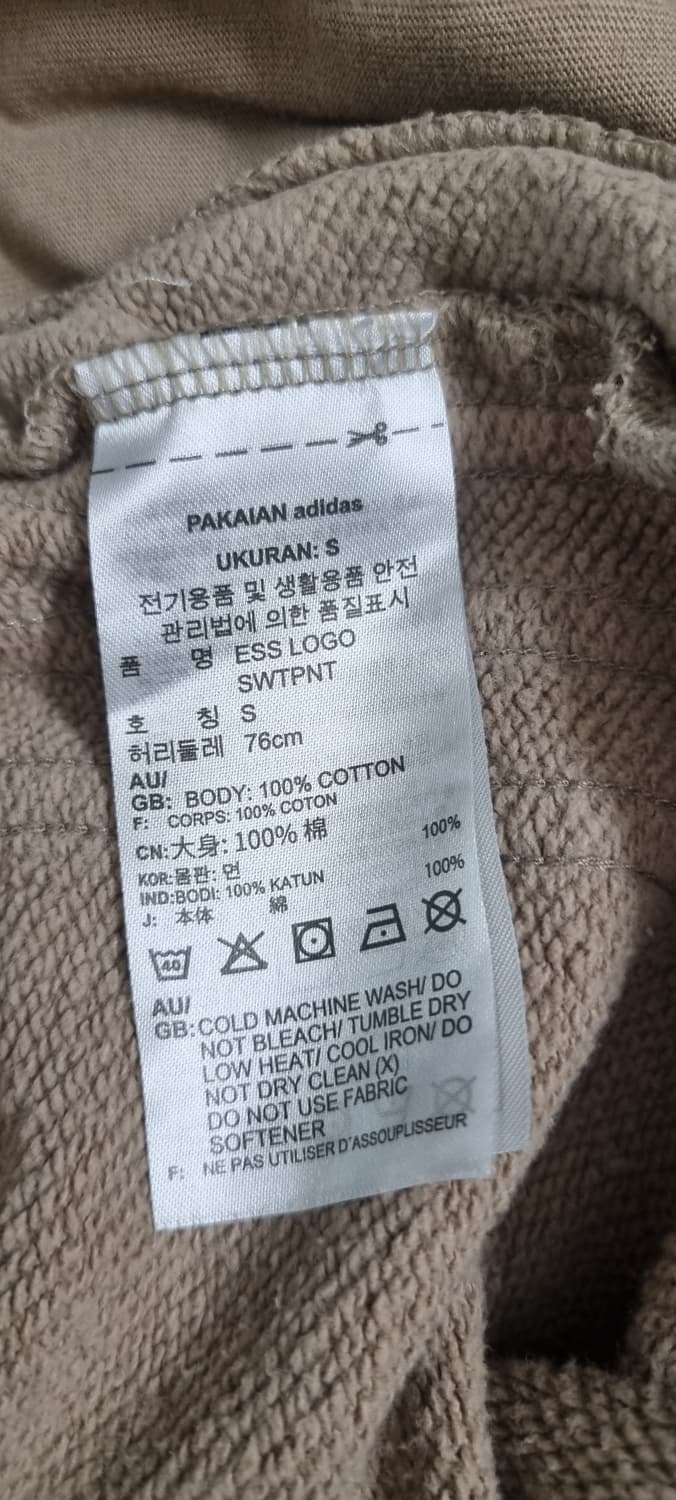 PAKAIAN adidas
UKURAN: S
전기용품 및 생활용품 안전
관리법에 의한 품질표시
품 명 ESS LOGO
SWTPNT
호 칭 S
허리둘레 76cm
AU/
GB: BODY: 100% COTTON
F: CORPS: 100% COTON
CN:大身: 100% 棉
KOR:몸판: 면 100%
IND:BODI: 100% KATUN
J: 本体 綿 100%
40
AU/
GB:COLD MACHINE WASH/ DO
NOT BLEACH/ TUMBLE DRY
LOW HEAT/ COOL IRON/ DO
NOT DRY CLEAN (X)
DO NOT USE FABRIC
SOFTENER
F: NE PAS UTILISER D'ASSOUPLISSEUR